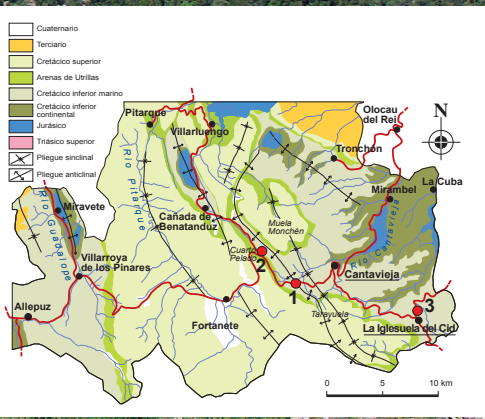 Cuaternario
Terciario
Cretácico superior
Arenas de Utrillas
Cretácico inferior marino
Cretácico inferior
continental
Jurásico
Triásico superior
Pliegue sinclinal
Pliegue anticlinal
Olocau
del Rei
N
Pitarque
Villarluengo
Tronchón
La Cuba
Mirambel
Río Pitarque
Río Guadalope
Miravete
Cañada de
Benatanduz
Muela
Monchén
Río Cantavieja
Cuarto
Pelado
2
Villarroya
de los Pinares
Cantavieja
1
3
Allepuz
Fortanete
Tarayuela
La Iglesuela del Cid
0 5 10 km